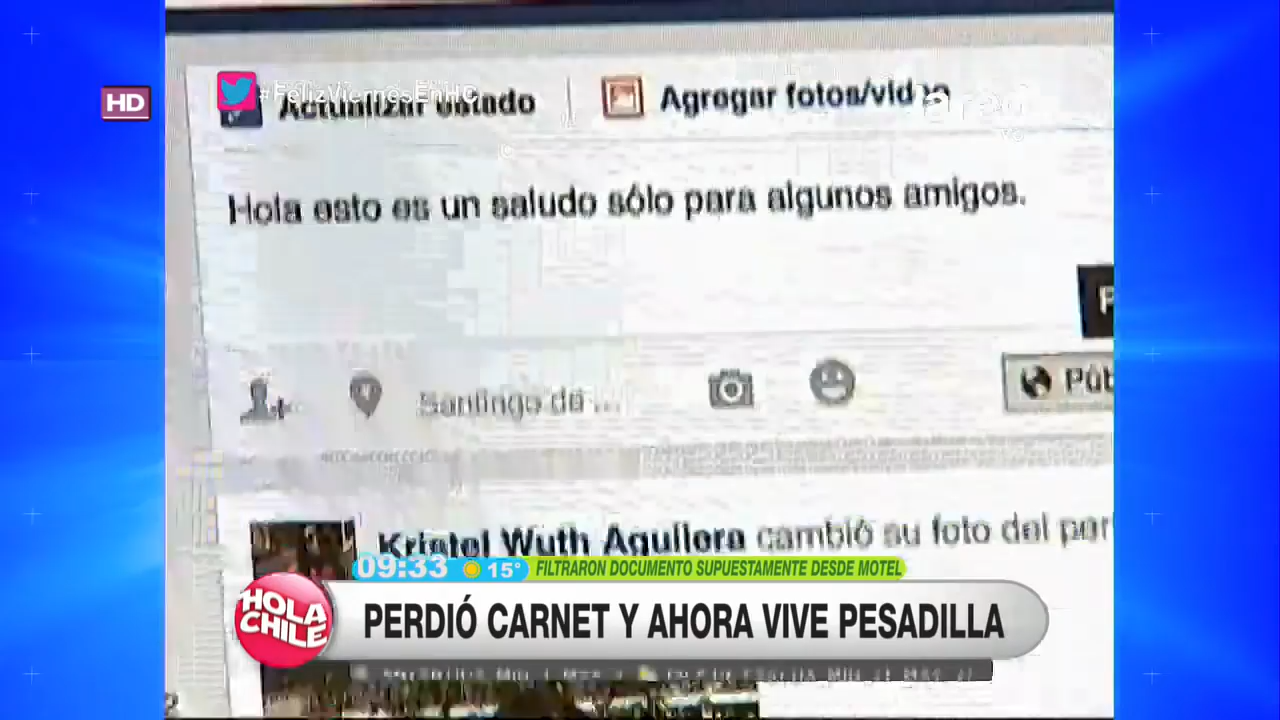 HD
#FelizViernesEnHC
Actualizar estado
Agregar fotos/video
Hola esto es un saludo sólo para algunos amigos.
Santiago de ...
Púb
Kristel Wuth Aguilera cambió su foto del por
09:33
15°
FILTRARON DOCUMENTO SUPUESTAMENTE DESDE MOTEL
HOLA
CHILE
PERDIÓ CARNET Y AHORA VIVE PESADILLA